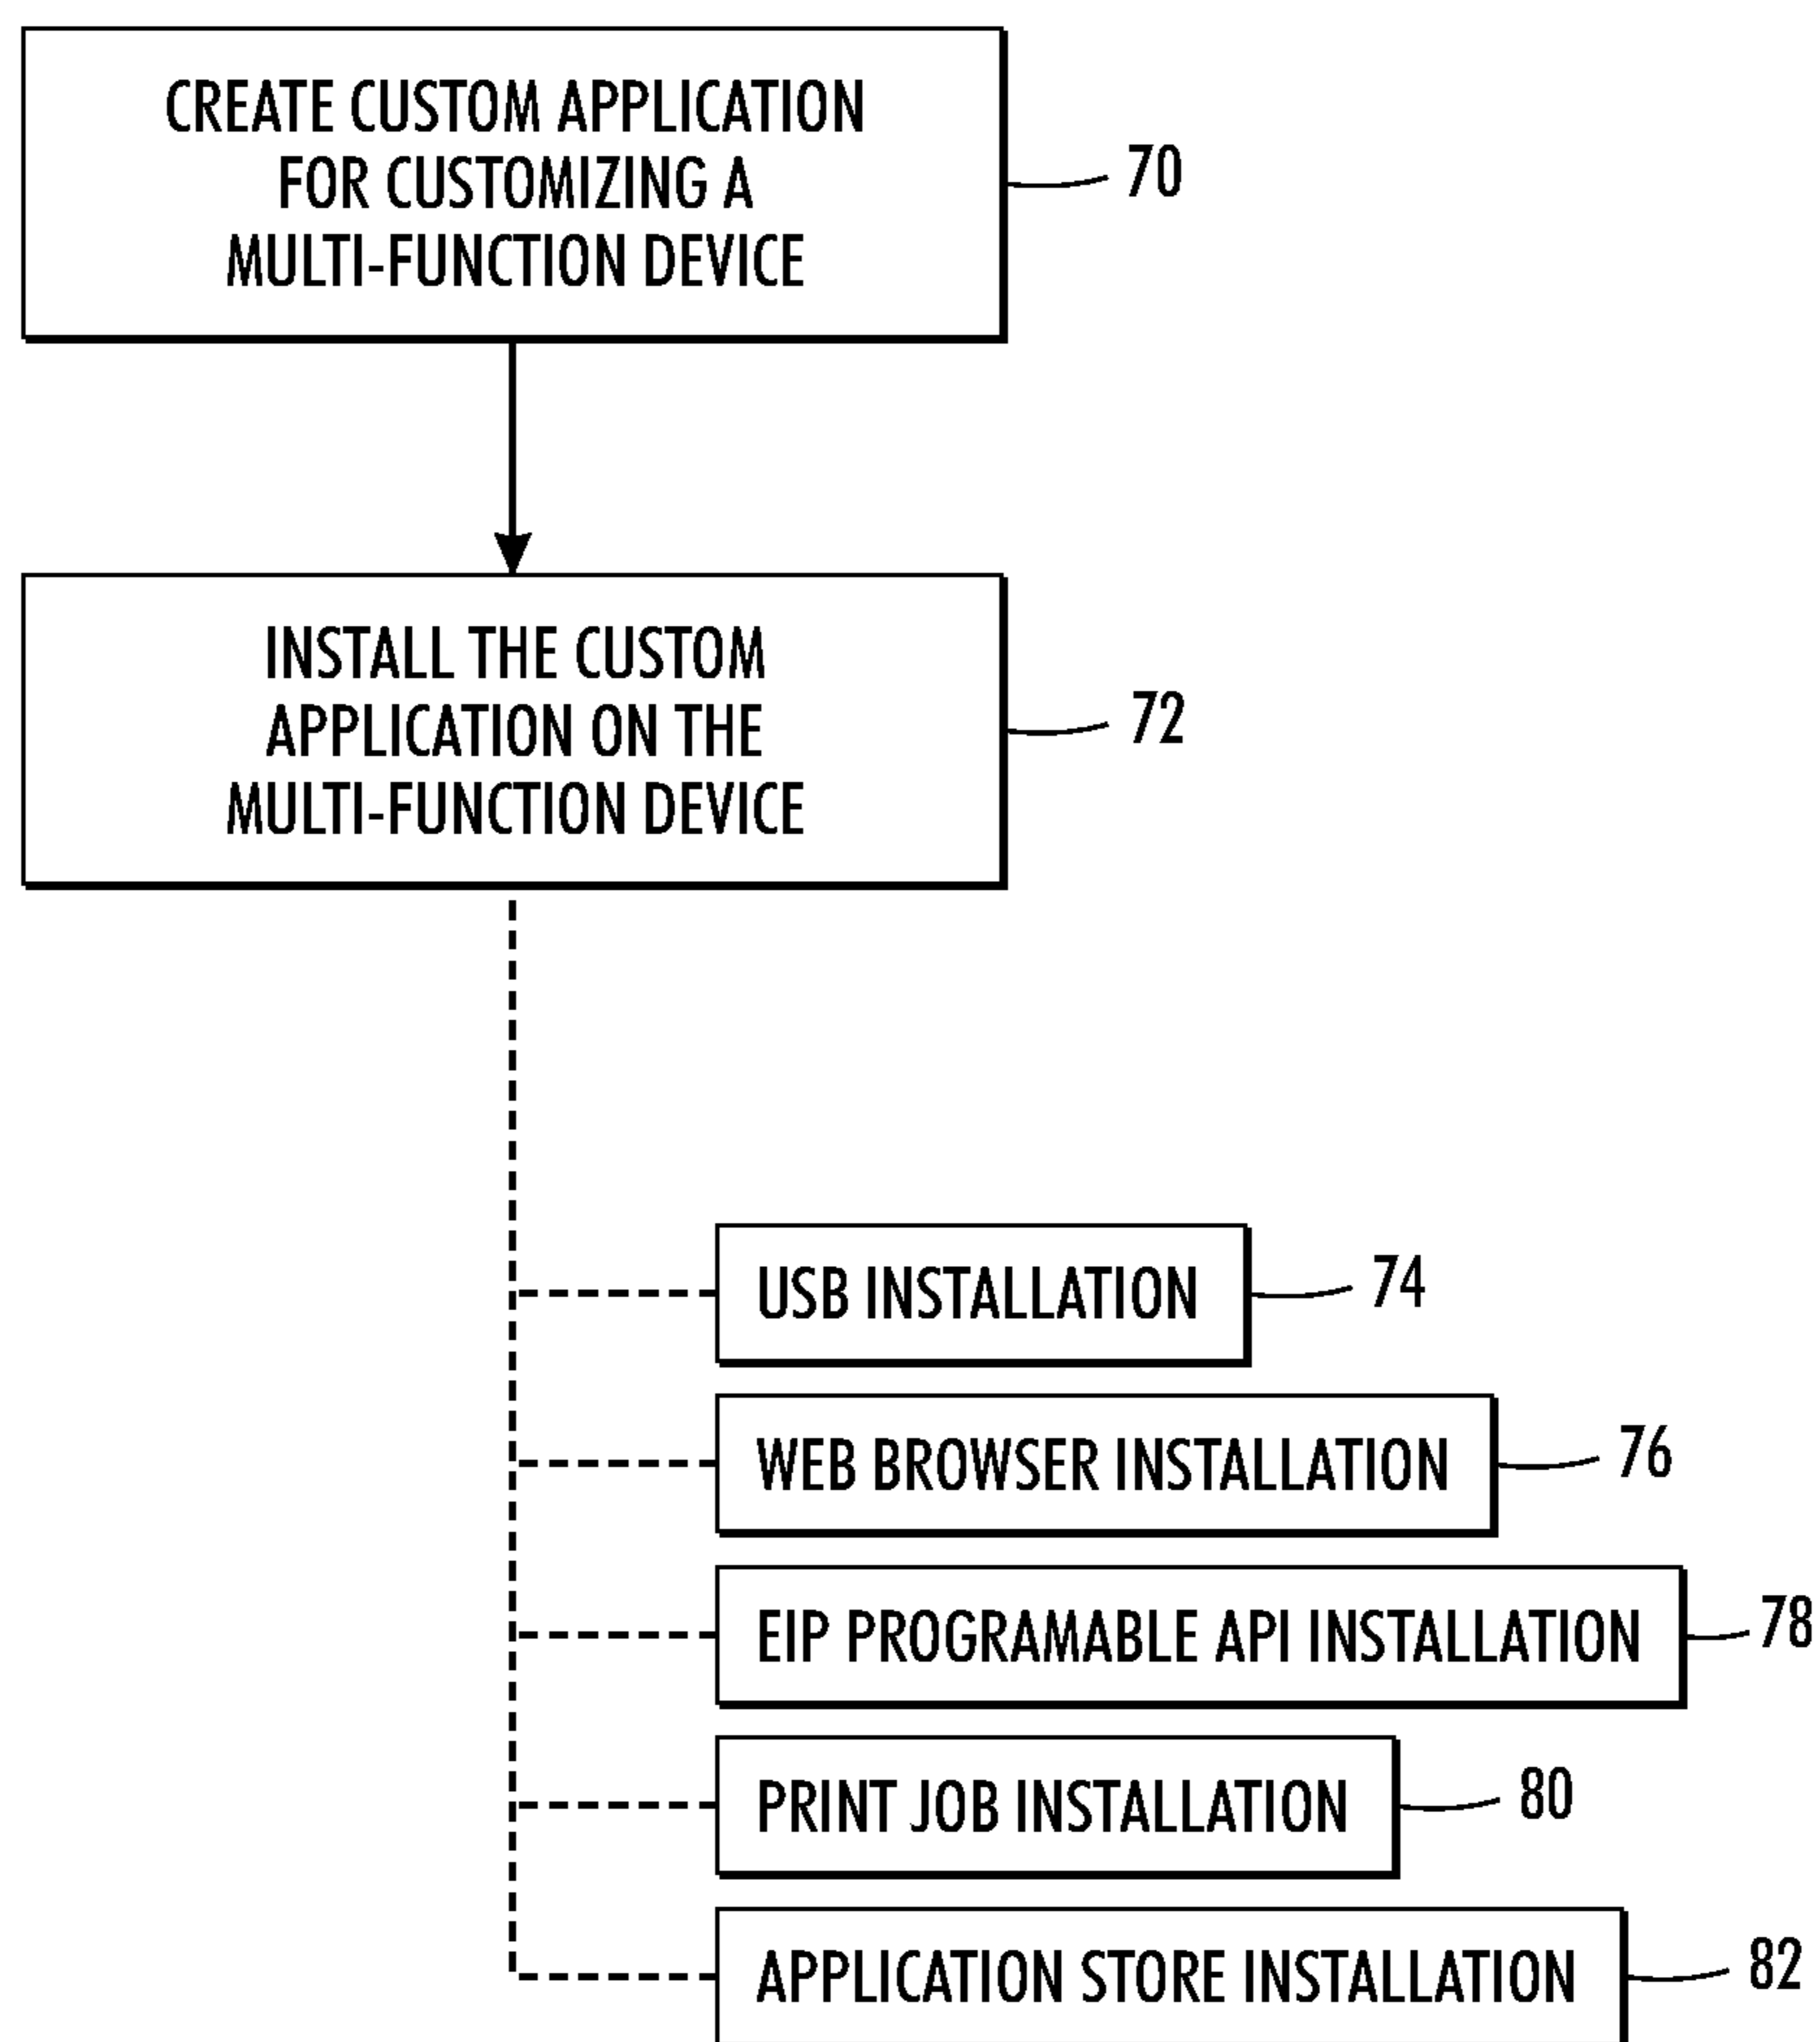 CREATE CUSTOM APPLICATION
FOR CUSTOMIZING A
MULTI-FUNCTION DEVICE
70
INSTALL THE CUSTOM
APPLICATION ON THE
MULTI-FUNCTION DEVICE
72
USB INSTALLATION
74
WEB BROWSER INSTALLATION
76
EIP PROGRAMABLE API INSTALLATION
78
PRINT JOB INSTALLATION
80
APPLICATION STORE INSTALLATION
82